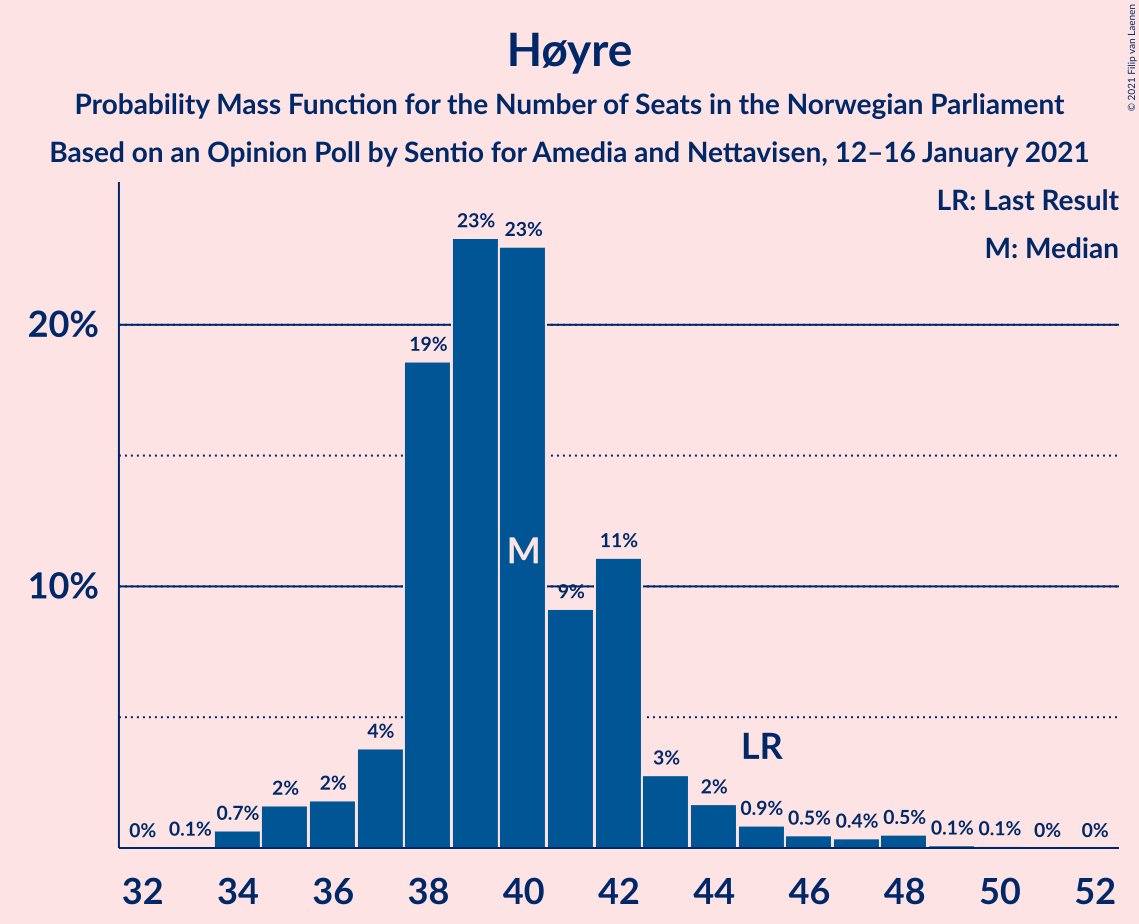 Høyre
Probability Mass Function for the Number of Seats in the Norwegian Parliament
Based on an Opinion Poll by Sentio for Amedia and Nettavisen, 12–16 January 2021
© 2021 Filip van Laenen
LR: Last Result
M: Median
20%
10%
0%
0.1%
0.7%
2%
2%
4%
19%
23%
23%
9%
11%
3%
2%
0.9%
0.5%
0.4%
0.5%
0.1%
0.1%
0%
0%
M
LR
32 34 36 38 40 42 44 46 48 50 52